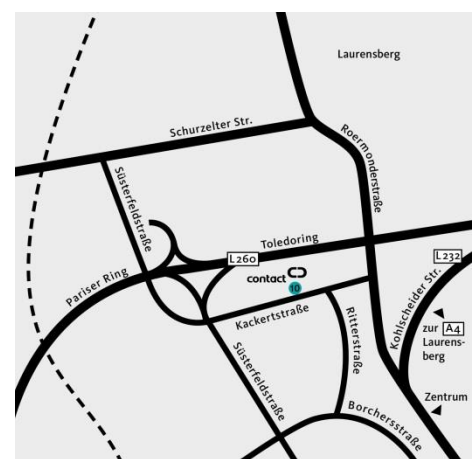 Laurensberg
Schurzelter Str.
Roermonderstraße
Süsterfeldstraße
Toledoring
L260
L232
Pariser Ring
contact
10
Kohlscheider Str.
Kackertstraße
Ritterstraße
zur A4
Laurens-
berg
Süsterfeldstraße
Zentrum
Borchersstraße